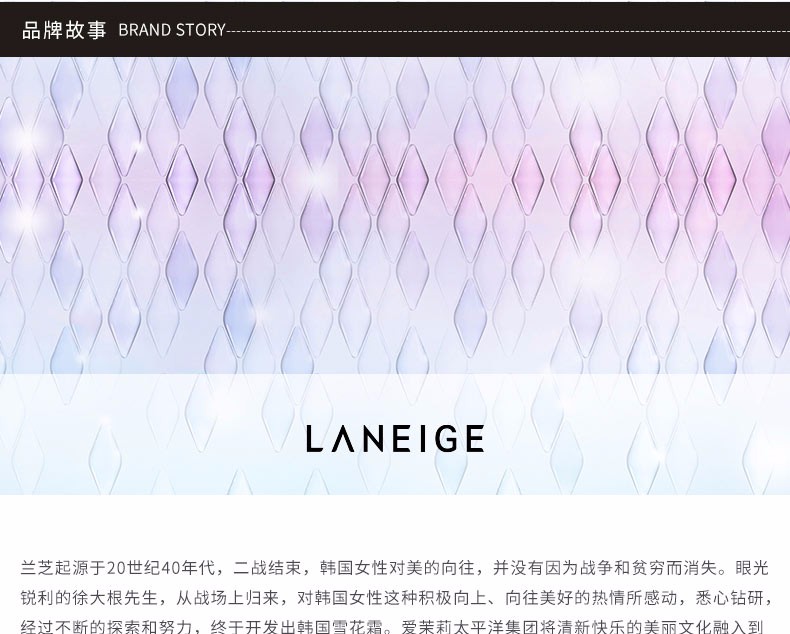 品牌故事 BRAND STORY
LANEIGE
兰芝起源于20世纪40年代，二战结束，韩国女性对美的向往，并没有因为战争和贫穷而消失。眼光
锐利的徐大根先生，从战场上归来，对韩国女性这种积极向上、向往美好的热情所感动，悉心钻研，
经过不断的探索和努力，终于开发出韩国雪花霜。爱茉莉太平洋集团将清新快乐的美丽文化融入到